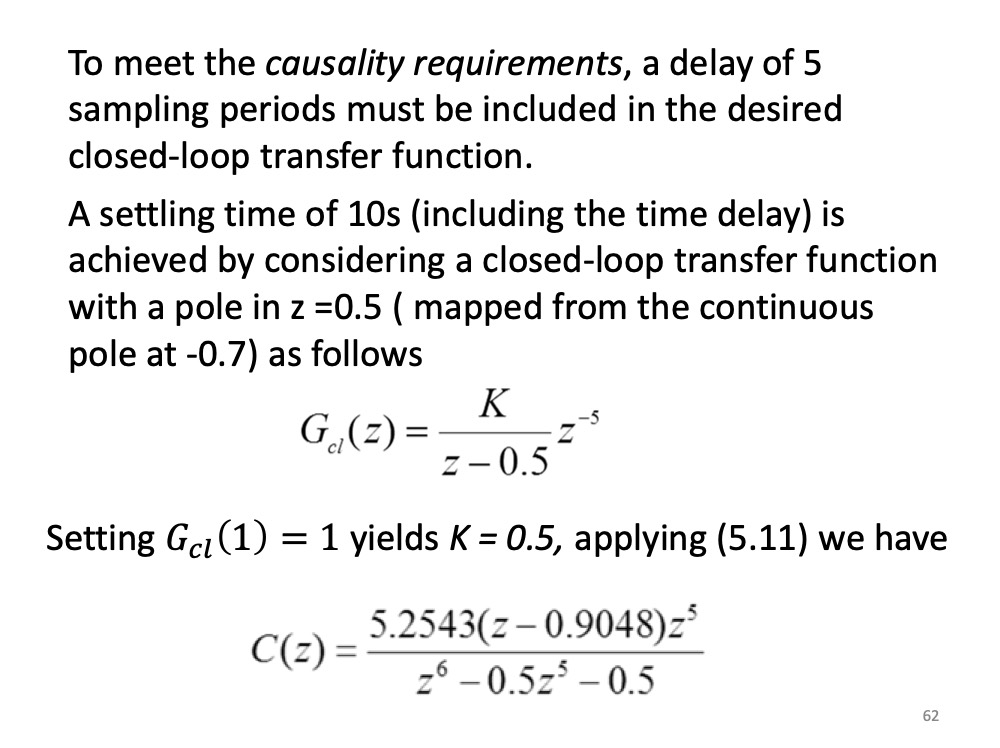 To meet the causality requirements, a delay of 5
sampling periods must be included in the desired
closed-loop transfer function.
A settling time of 10s (including the time delay) is
achieved by considering a closed-loop transfer function
with a pole in z =0.5 ( mapped from the continuous
pole at -0.7) as follows
G_cl(z) = K / (z − 0.5) z^−5
Setting G_cl(1) = 1 yields K = 0.5, applying (5.11) we have
C(z) = 5.2543(z − 0.9048)z^5 / (z^6 − 0.5z^5 − 0.5)
62